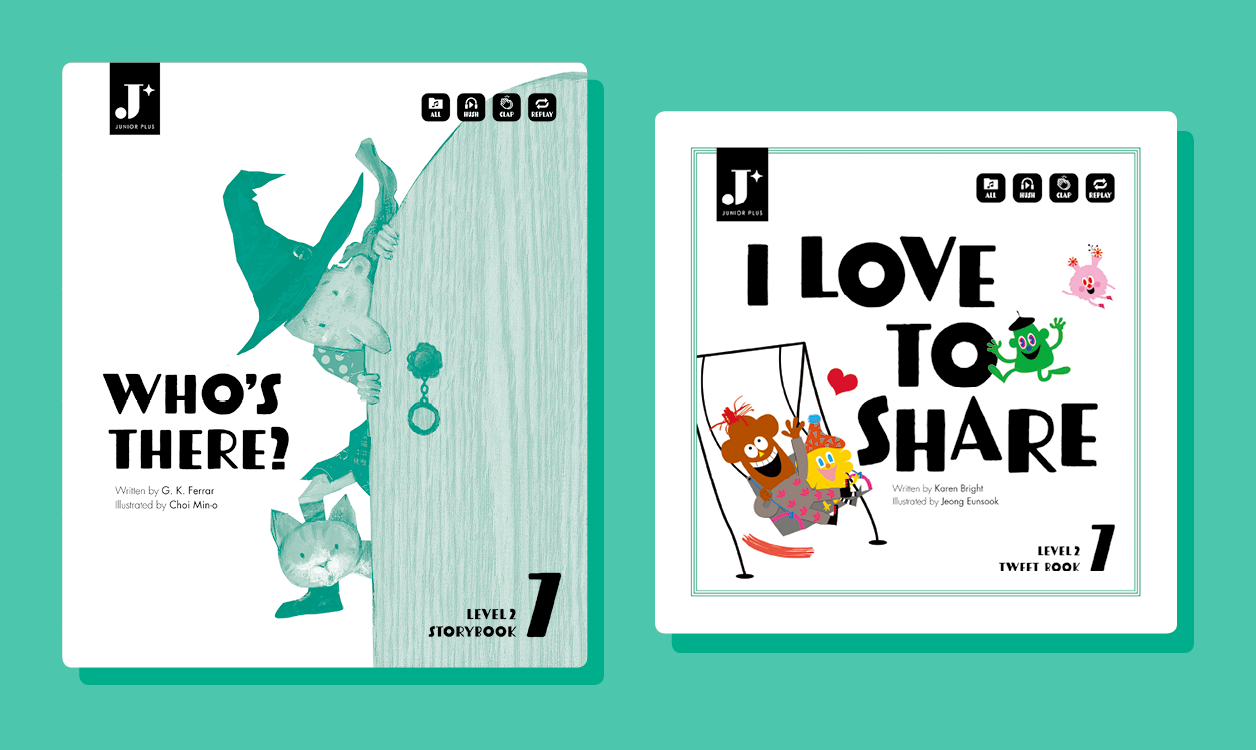 J
JUNIOR PLUS
ALL
HUSH
CLAP
REPLAY
WHO'S
THERE?
Written by G. K. Ferrar
Illustrated by Choi Min-o
LEVEL 2
STORYBOOK
7
J
JUNIOR PLUS
ALL
HUSH
CLAP
REPLAY
I LOVE
TO
SHARE
Written by Karen Bright
Illustrated by Jeong Eunsook
LEVEL 2
TWEET BOOK
7